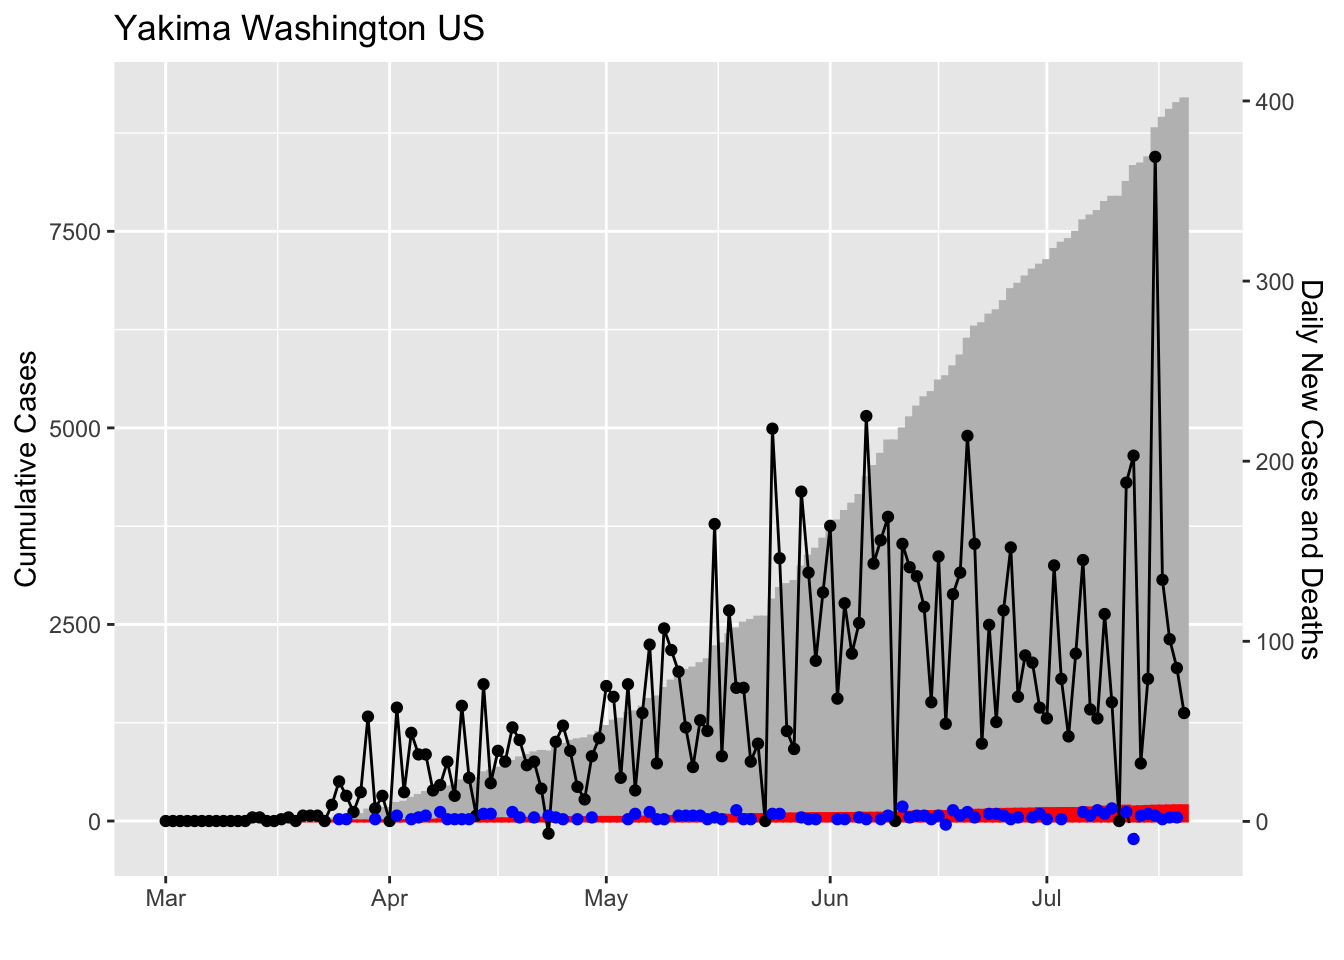 Yakima Washington US
Cumulative Cases
7500
5000
2500
0
400
300
200
100
0
Daily New Cases and Deaths
Mar Apr May Jun Jul